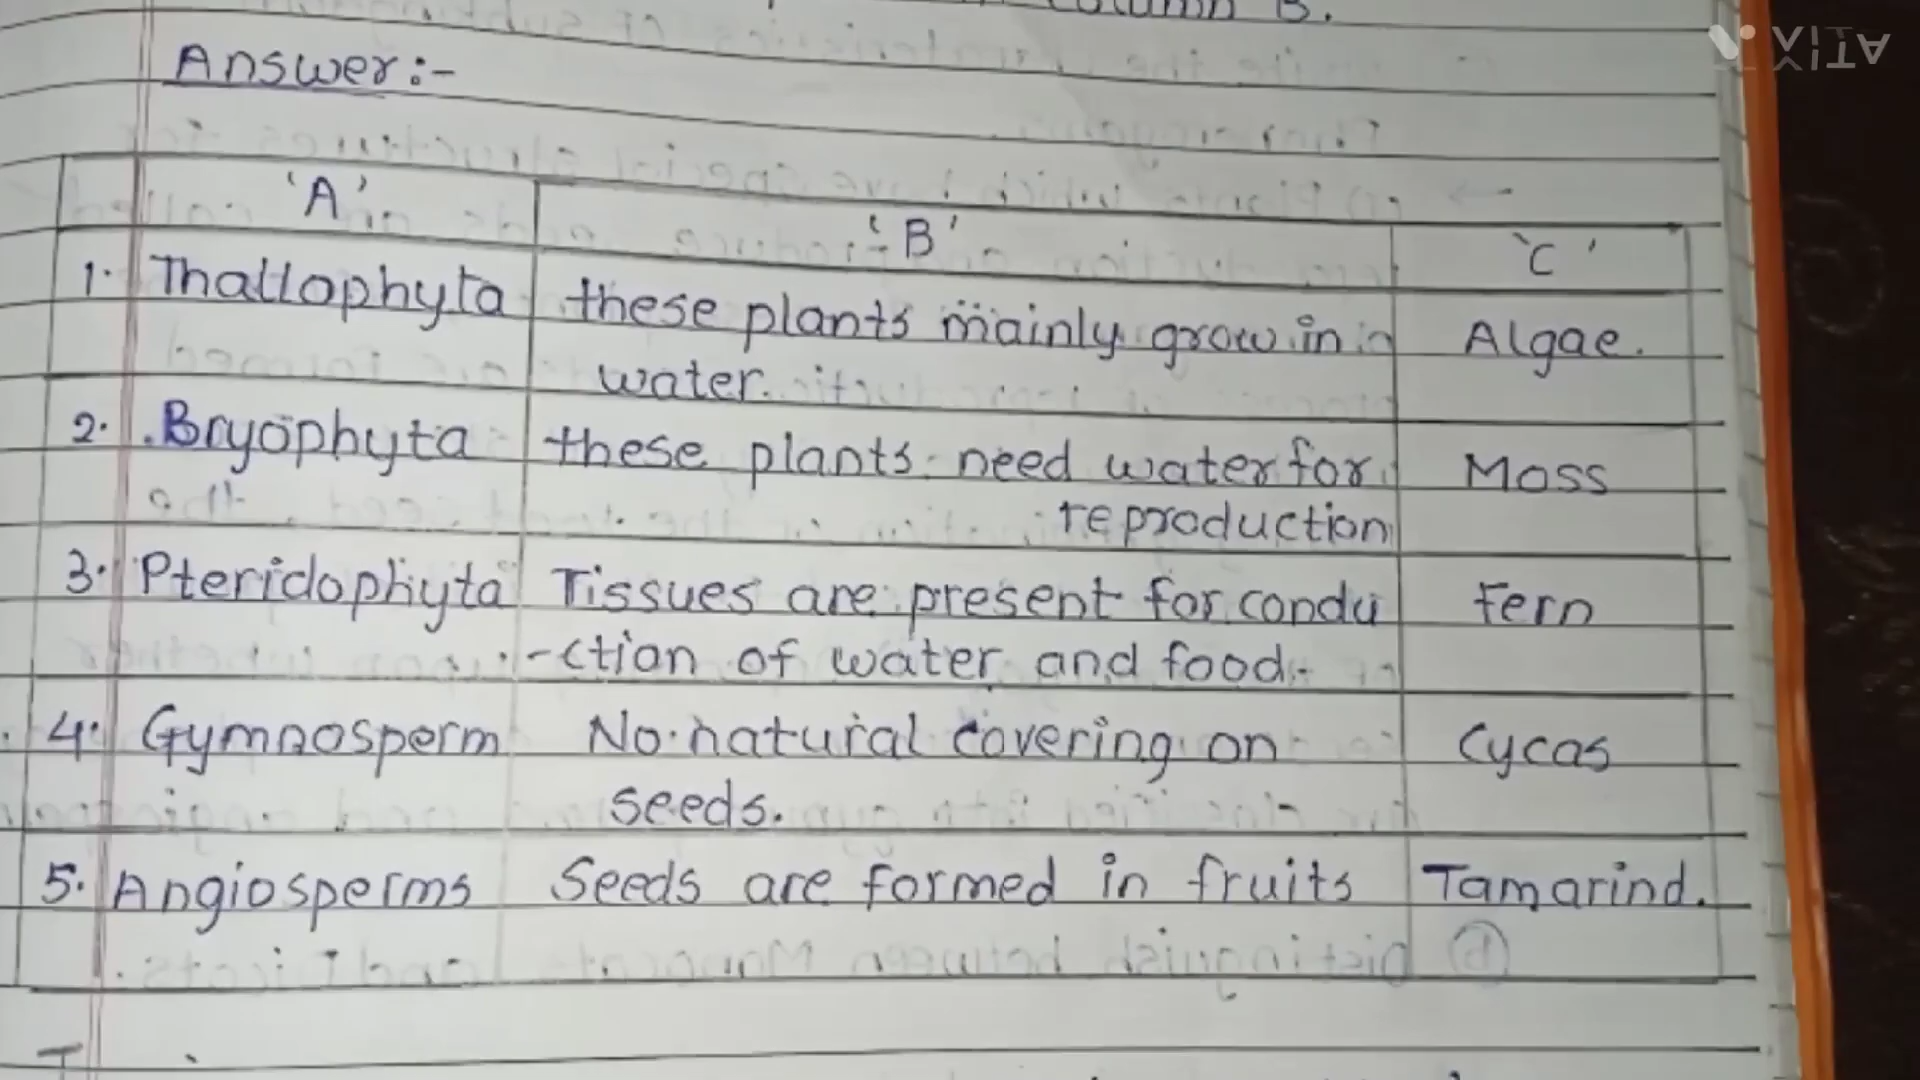 column B.
Answer:-
'A' 'B' 'C'
1. Thallophyta these plants mainly grow in Algae.
water.
2. Bryophyta these plants need water for Moss
reproduction
3. Pteridophyta Tissues are present for condu Fern
-ction of water and food.
4. Gymnosperm No natural covering on Cycas
seeds.
5. Angiosperms Seeds are formed in fruits Tamarind.
VITA